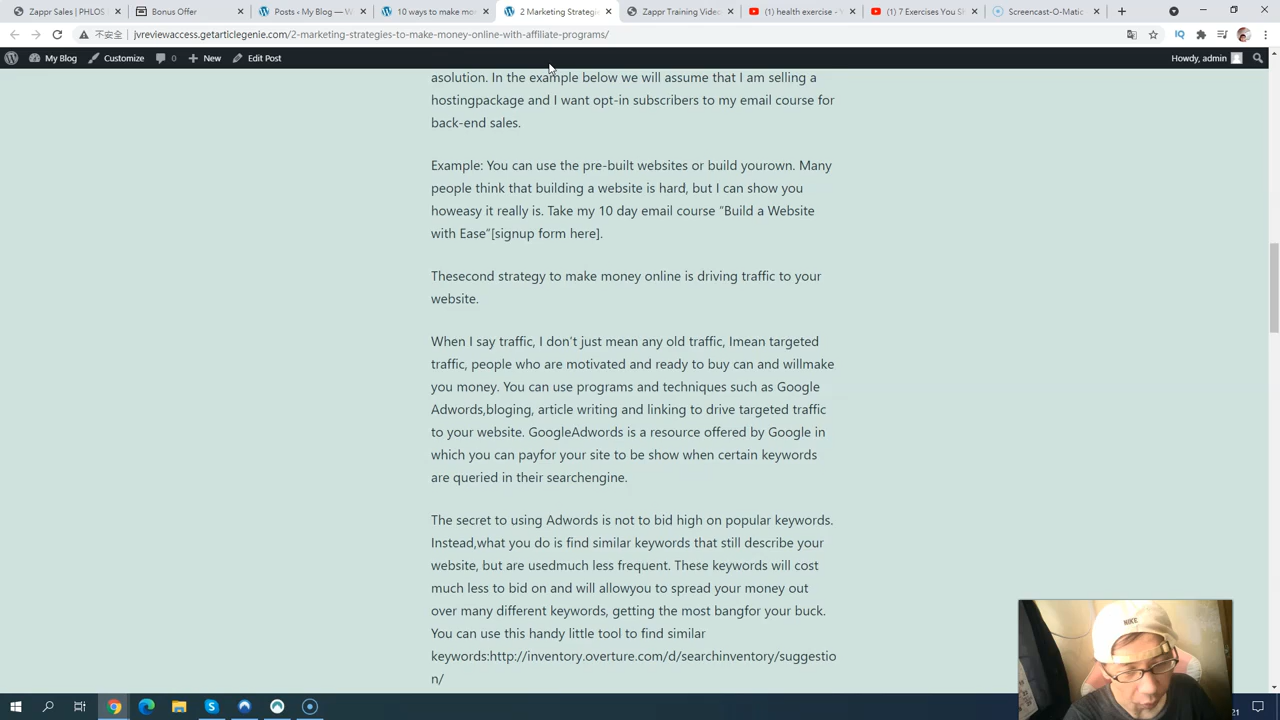 Zappr Sales | PHLOS
Bonus Offer
Posts ‹ My Blog — W
10 ways to make mon
2 Marketing Strategie
Zappr Training Video
(1) health exercise - Y
(1) 7 Exercises You Sh
Screencast-O-Matic
不安全 | jvreviewaccess.getarticlegenie.com/2-marketing-strategies-to-make-money-online-with-affiliate-programs/
My Blog Customize 0 New Edit Post Howdy, admin
asolution. In the example below we will assume that I am selling a
hostingpackage and I want opt-in subscribers to my email course for
back-end sales.
Example: You can use the pre-built websites or build yourown. Many
people think that building a website is hard, but I can show you
howeasy it really is. Take my 10 day email course “Build a Website
with Ease”[signup form here].
Thesecond strategy to make money online is driving traffic to your
website.
When I say traffic, I don’t just mean any old traffic, Imean targeted
traffic, people who are motivated and ready to buy can and willmake
you money. You can use programs and techniques such as Google
Adwords,bloging, article writing and linking to drive targeted traffic
to your website. GoogleAdwords is a resource offered by Google in
which you can payfor your site to be show when certain keywords
are queried in their searchengine.
The secret to using Adwords is not to bid high on popular keywords.
Instead,what you do is find similar keywords that still describe your
website, but are usedmuch less frequent. These keywords will cost
much less to bid on and will allowyou to spread your money out
over many different keywords, getting the most bangfor your buck.
You can use this handy little tool to find similar
keywords:http://inventory.overture.com/d/searchinventory/suggestio
n/
NIKE
21